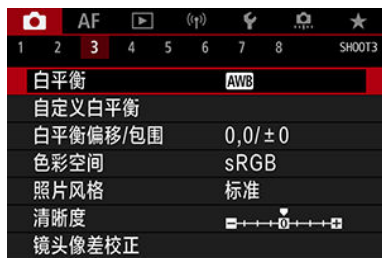 AF
1 2 3 4 5 6 7 8 SHOOT3
白平衡 AWB
自定义白平衡
白平衡偏移/包围 0,0/±0
色彩空间 sRGB
照片风格 标准
清晰度 0
镜头像差校正